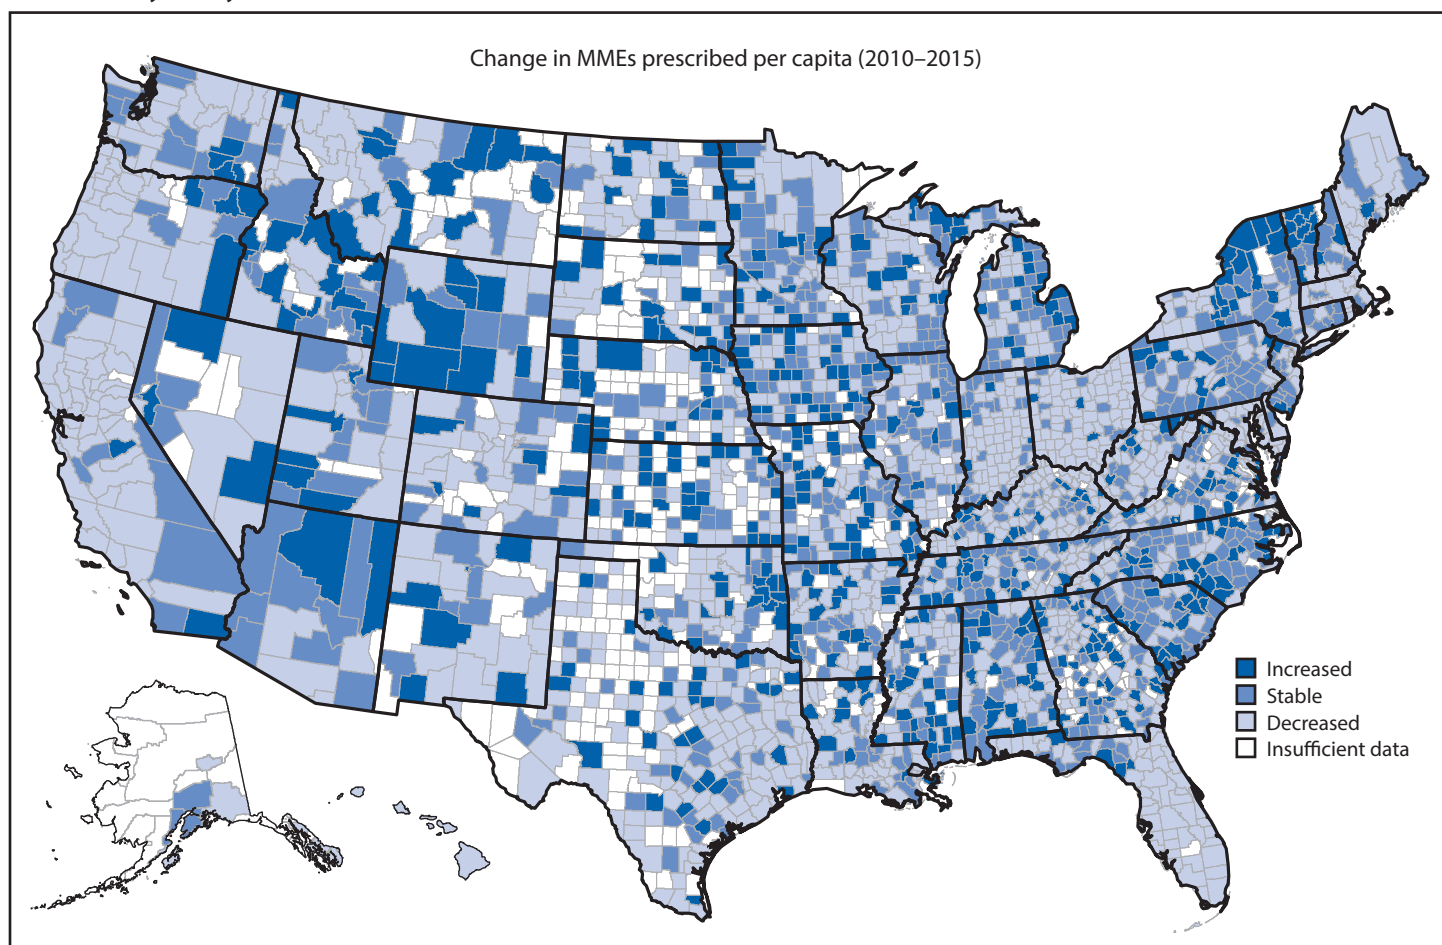 Change in MMEs prescribed per capita (2010–2015)
Increased
Stable
Decreased
Insufficient data